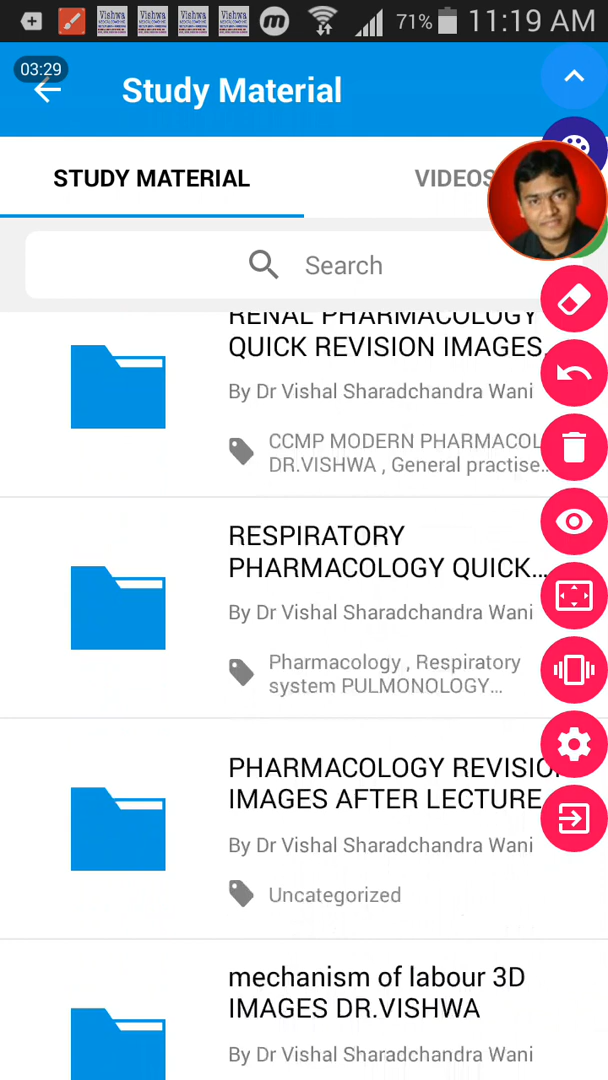 71% 11:19 AM
03:29
Study Material
STUDY MATERIAL VIDEOS
Search
RENAL PHARMACOLOGY
QUICK REVISION IMAGES
By Dr Vishal Sharadchandra Wani
CCMP MODERN PHARMACOL
DR.VISHWA , General practise...
RESPIRATORY
PHARMACOLOGY QUICK...
By Dr Vishal Sharadchandra Wani
Pharmacology , Respiratory
system PULMONOLOGY...
PHARMACOLOGY REVISIO
IMAGES AFTER LECTURE
By Dr Vishal Sharadchandra Wani
Uncategorized
mechanism of labour 3D
IMAGES DR.VISHWA
By Dr Vishal Sharadchandra Wani